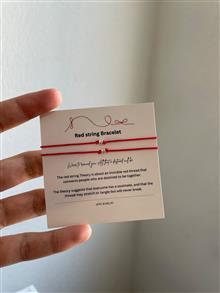 Red string Bracelet
The red string Theory is about an invisible red thread that
connects people who are destined to be together.
The theory suggests that everyone has a soulmate, and that the
thread may stretch or tangle but will never break.